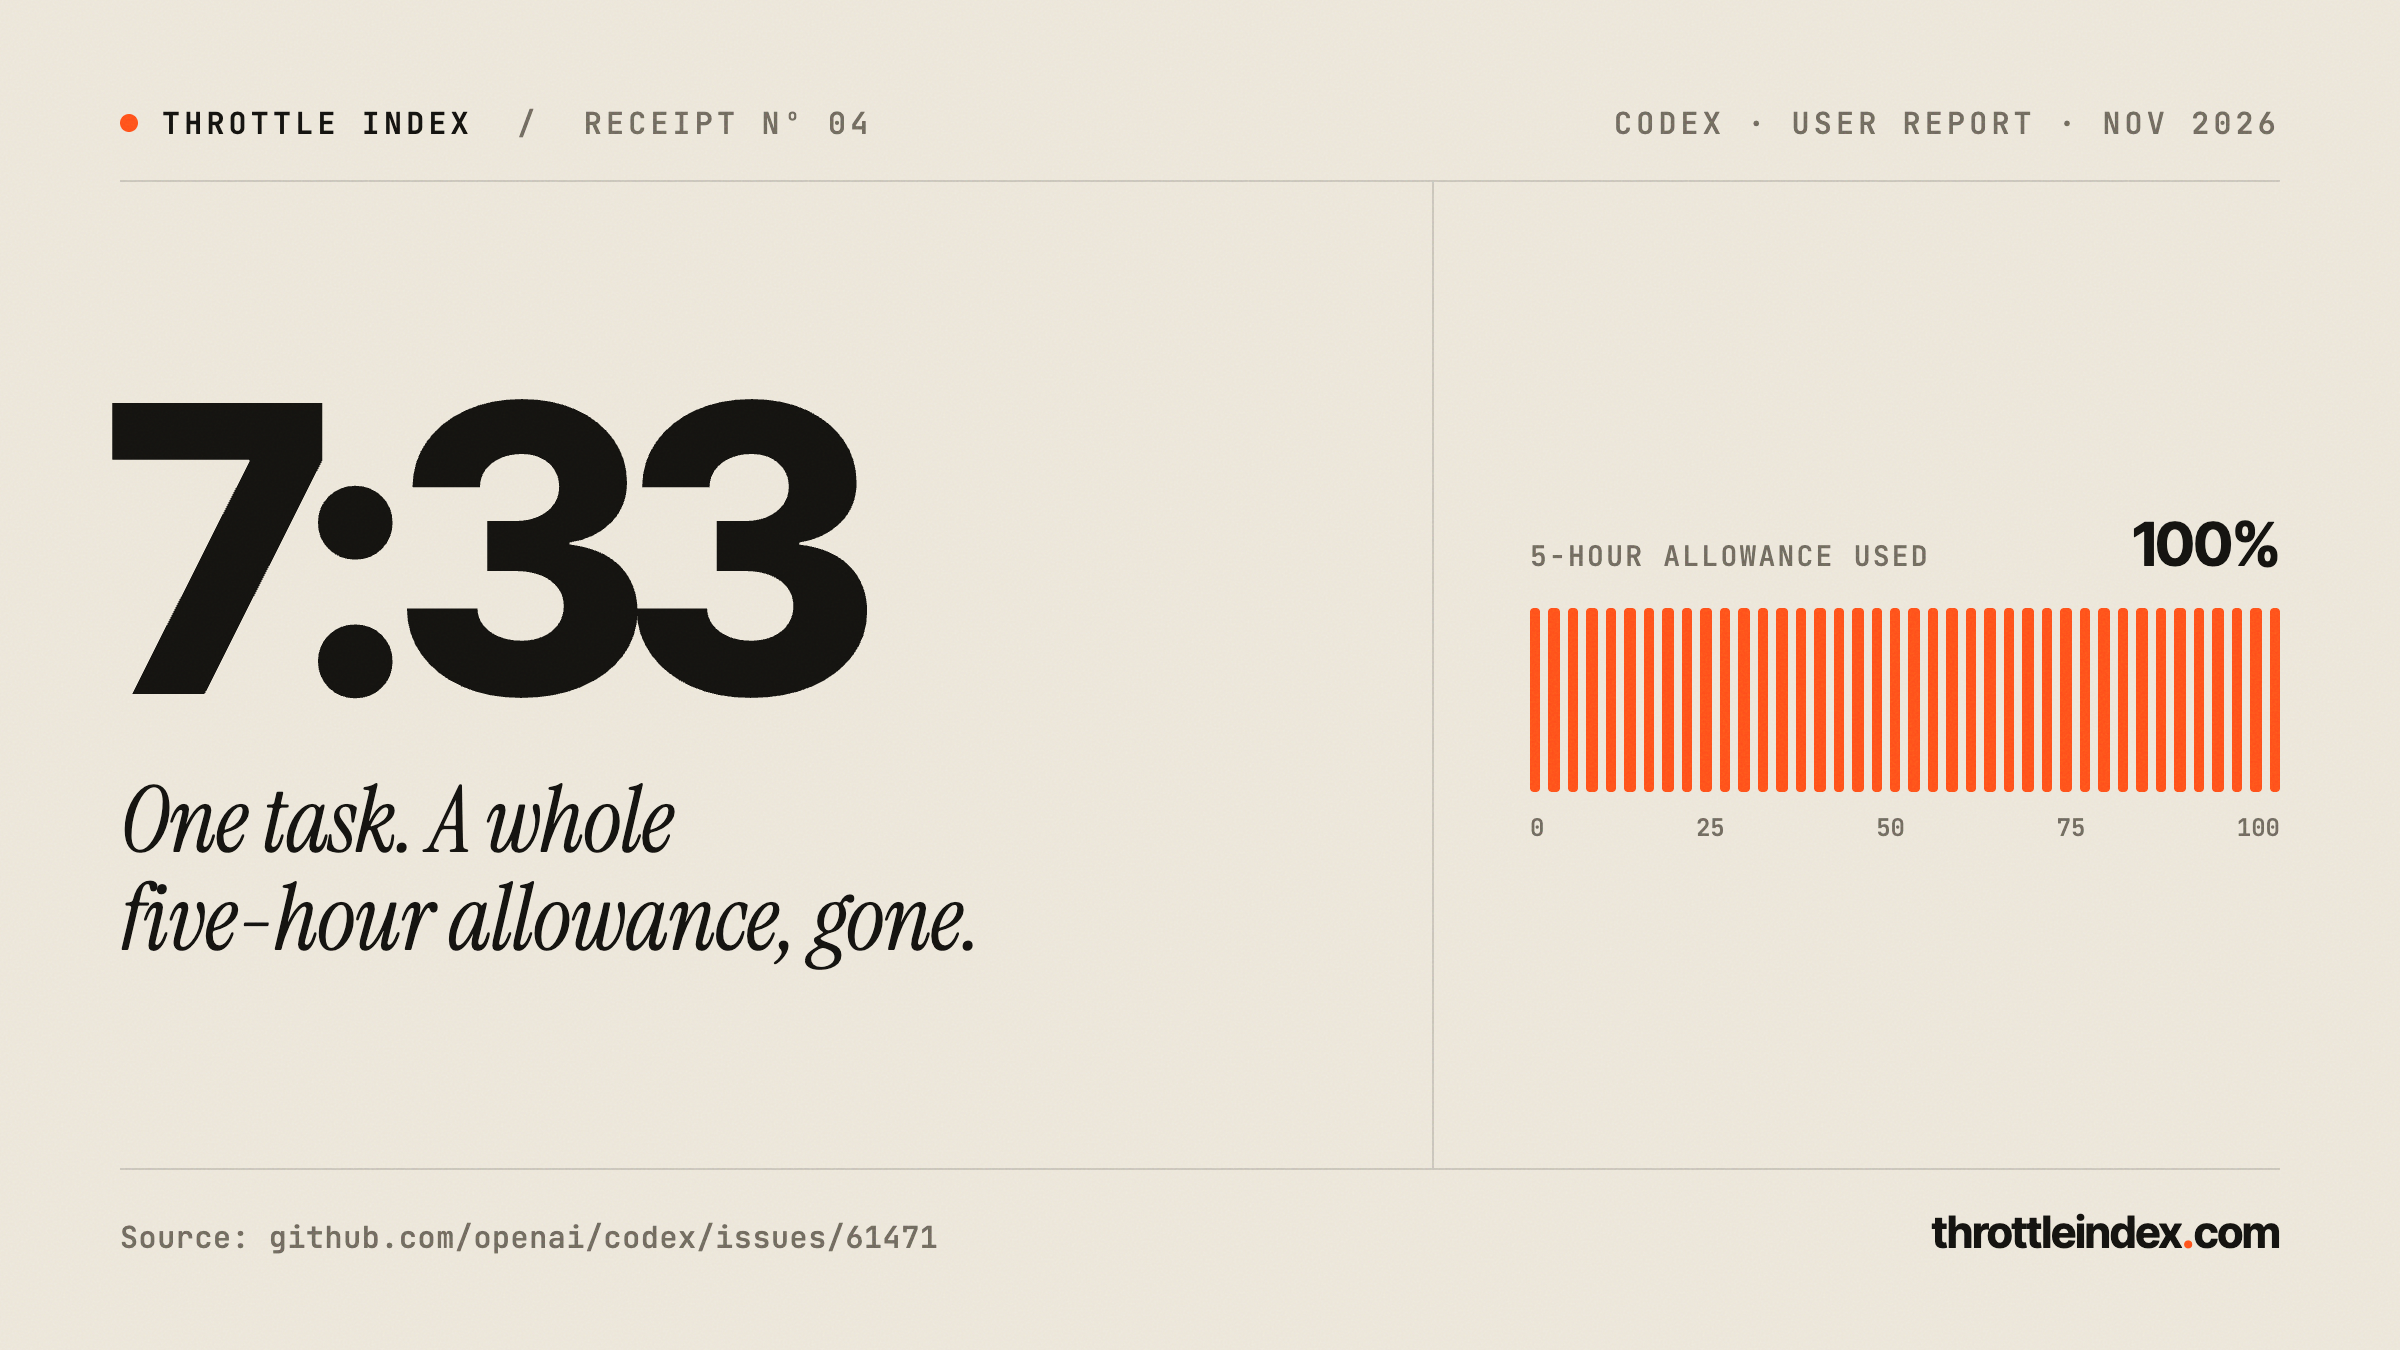 THROTTLE INDEX / RECEIPT Nº 04
CODEX · USER REPORT · NOV 2026
7:33
One task. A whole
five-hour allowance, gone.
5-HOUR ALLOWANCE USED 100%
0 25 50 75 100
Source: github.com/openai/codex/issues/61471
throttleindex.com